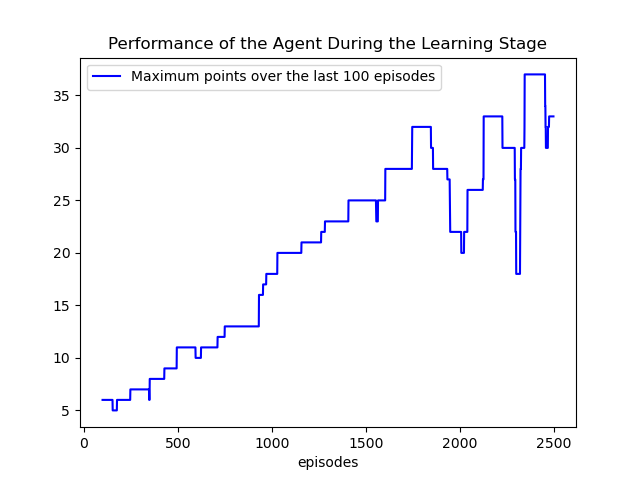 Performance of the Agent During the Learning Stage
Maximum points over the last 100 episodes
35
30
25
20
15
10
5
0 500 1000 1500 2000 2500
episodes